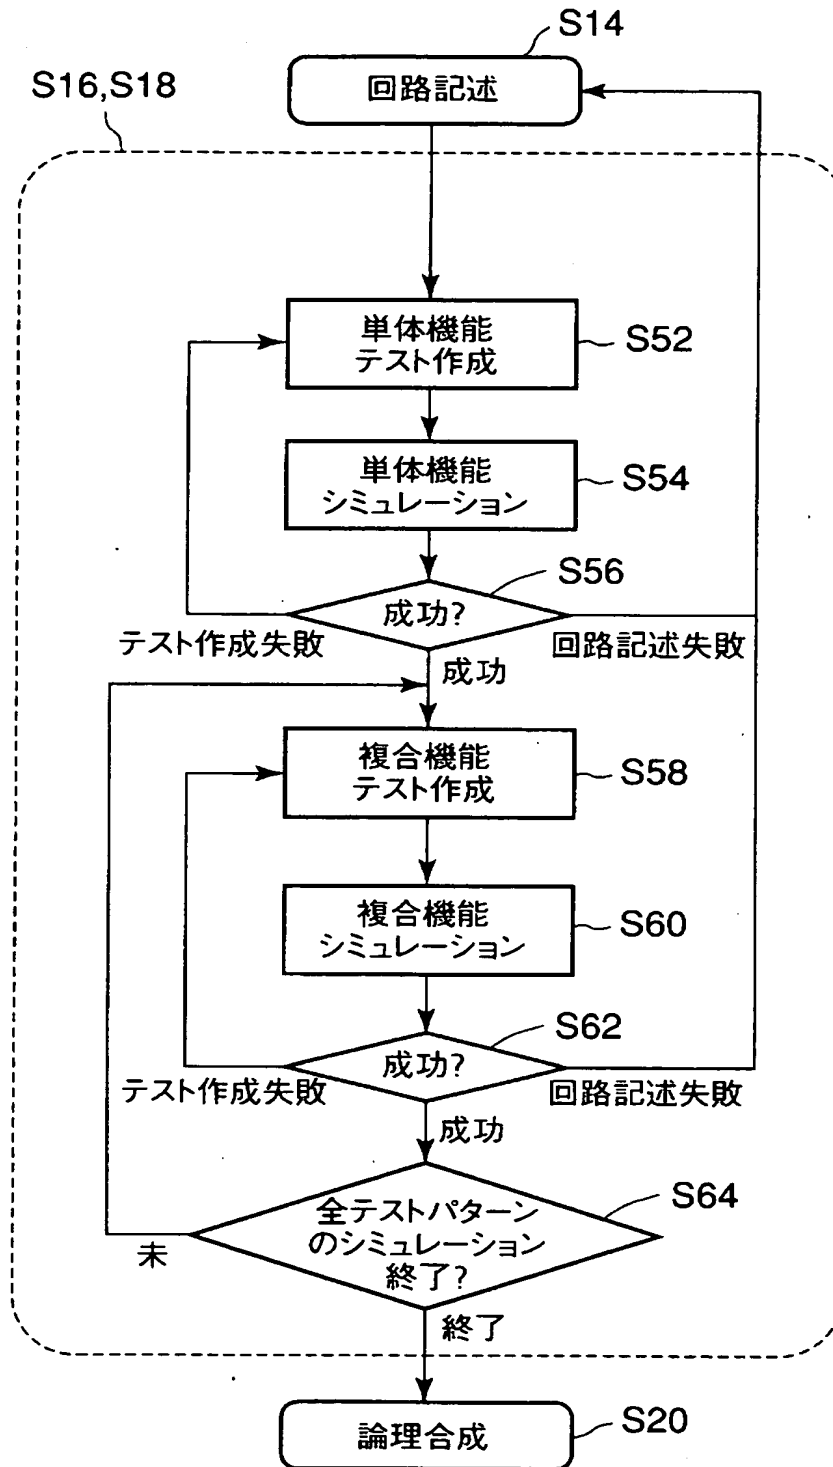 S14
S16,S18
回路記述
単体機能
テスト作成
S52
単体機能
シミュレーション
S54
S56
成功?
テスト作成失敗
回路記述失敗
成功
複合機能
テスト作成
S58
複合機能
シミュレーション
S60
S62
成功?
テスト作成失敗
回路記述失敗
成功
S64
全テストパターン
のシミュレーション
終了?
未
終了
論理合成
S20